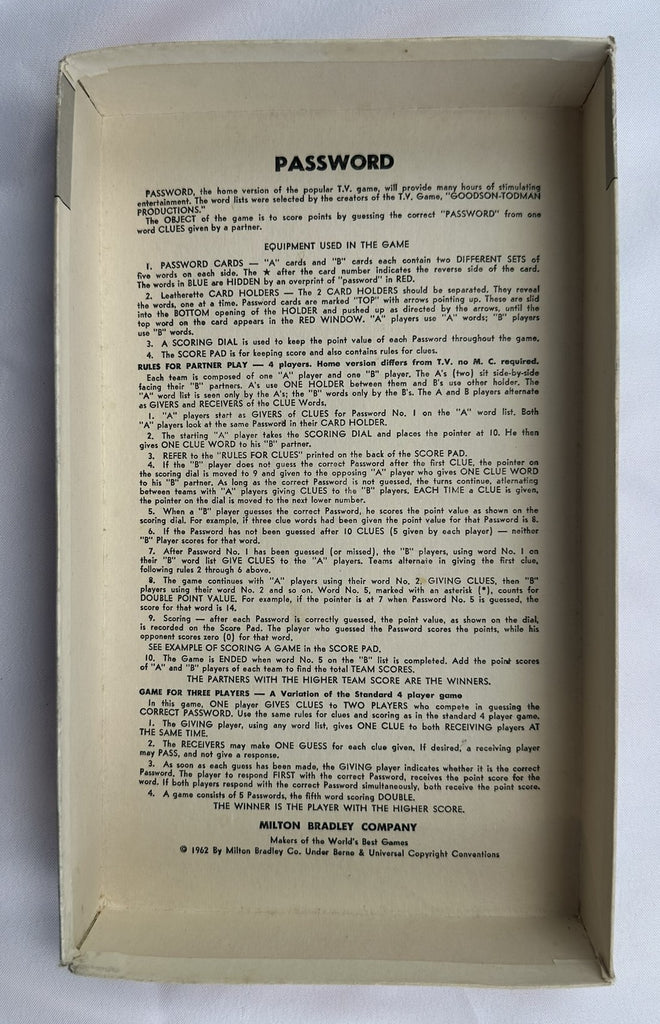 PASSWORD
PASSWORD, the home version of the popular T.V. game, will provide many hours of stimulating
entertainment. The word lists were selected by the creators of the T.V. Game, "GOODSON-TODMAN
PRODUCTIONS."
The OBJECT of the game is to score points by guessing the correct "PASSWORD" from one
word CLUES given by a partner.
EQUIPMENT USED IN THE GAME
1. PASSWORD CARDS — "A" cards and "B" cards each contain two DIFFERENT SETS of
five words on each side. The ★ after the card number indicates the reverse side of the card.
The words in BLUE are HIDDEN by an overprint of "password" in RED.
2. Leatherette CARD HOLDERS — The 2 CARD HOLDERS should be separated. They reveal
the words, one at a time. Password cards are marked "TOP" with arrows pointing up. These are slid
into the BOTTOM opening of the HOLDER and pushed up as directed by the arrows, until the
top word on the card appears in the RED WINDOW. "A" players use "A" words; "B" players
use "B" words.
3. A SCORING DIAL is used to keep the point value of each Password throughout the game.
4. The SCORE PAD is for keeping score and also contains rules for clues.
RULES FOR PARTNER PLAY — 4 players. Home version differs from T.V. no M. C. required.
Each team is composed of one "A" player and one "B" player. The A's (two) sit side-by-side
facing their "B" partners. A's use ONE HOLDER between them and B's use other holder. The
"A" word list is seen only by the A's; the "B" words only by the B's. The A and B players alternate
as GIVERS and RECEIVERS of the CLUE Words.
1. "A" players start as GIVERS of CLUES for Password No. 1 on the "A" word list. Both
"A" players look at the same Password in their CARD HOLDER.
2. The starting "A" player takes the SCORING DIAL and places the pointer at 10. He then
gives ONE CLUE WORD to his "B" partner.
3. REFER to the "RULES FOR CLUES" printed on the back of the SCORE PAD.
4. If the "B" player does not guess the correct Password after the first CLUE, the pointer on
the scoring dial is moved to 9 and given to the opposing "A" player who gives ONE CLUE WORD
to his "B" partner. As long as the correct Password is not guessed, the turns continue, atlernating
between teams with "A" players giving CLUES to the "B" players, EACH TIME a CLUE is given,
the pointer on the dial is moved to the next lower number.
5. When a "B" player guesses the correct Password, he scores the point value as shown on the
scoring dial. For example, if three clue words had been given the point value for that Password is 8.
6. If the Password has not been guessed after 10 CLUES (5 given by each player) — neither
"B" Player scores for that word.
7. After Password No. 1 has been guessed (or missed), the "B" players, using word No. 1 on
their "B" word list GIVE CLUES to the "A" players. Teams alternate in giving the first clue,
following rules 2 through 6 above.
8. The game continues with "A" players using their word No. 2, GIVING CLUES, then "B"
players using their word No. 2 and so on. Word No. 5, marked with an asterisk (*), counts for
DOUBLE POINT VALUE. For example, if the pointer is at 7 when Password No. 5 is guessed, the
score for that word is 14.
9. Scoring — after each Password is correctly guessed, the point value, as shown on the dial,
is recorded on the Score Pad. The player who guessed the Password scores the points, while his
opponent scores zero (0) for that word.
SEE EXAMPLE OF SCORING A GAME in the SCORE PAD.
10. The Game is ENDED when word No. 5 on the "B" list is completed. Add the point scores
of "A" and "B" players of each team to find the total TEAM SCORES.
THE PARTNERS WITH THE HIGHER TEAM SCORE ARE THE WINNERS.
GAME FOR THREE PLAYERS — A Variation of the Standard 4 player game
In this game, ONE player GIVES CLUES to TWO PLAYERS who compete in guessing the
CORRECT PASSWORD. Use the same rules for clues and scoring as in the standard 4 player game.
1. The GIVING player, using any word list, gives ONE CLUE to both RECEIVING players AT
THE SAME TIME.
2. The RECEIVERS may make ONE GUESS for each clue given. If desired, a receiving player
may PASS, and not give a response.
3. As soon as each guess has been made, the GIVING player indicates whether it is the correct
Password. The player to respond FIRST with the correct Password, receives the point score for the
word. If both players respond with the correct Password simultaneously, both receive the point score.
4. A game consists of 5 Passwords, the fifth word scoring DOUBLE.
THE WINNER IS THE PLAYER WITH THE HIGHER SCORE.
MILTON BRADLEY COMPANY
Makers of the World's Best Games
© 1962 By Milton Bradley Co. Under Berne & Universal Copyright Conventions